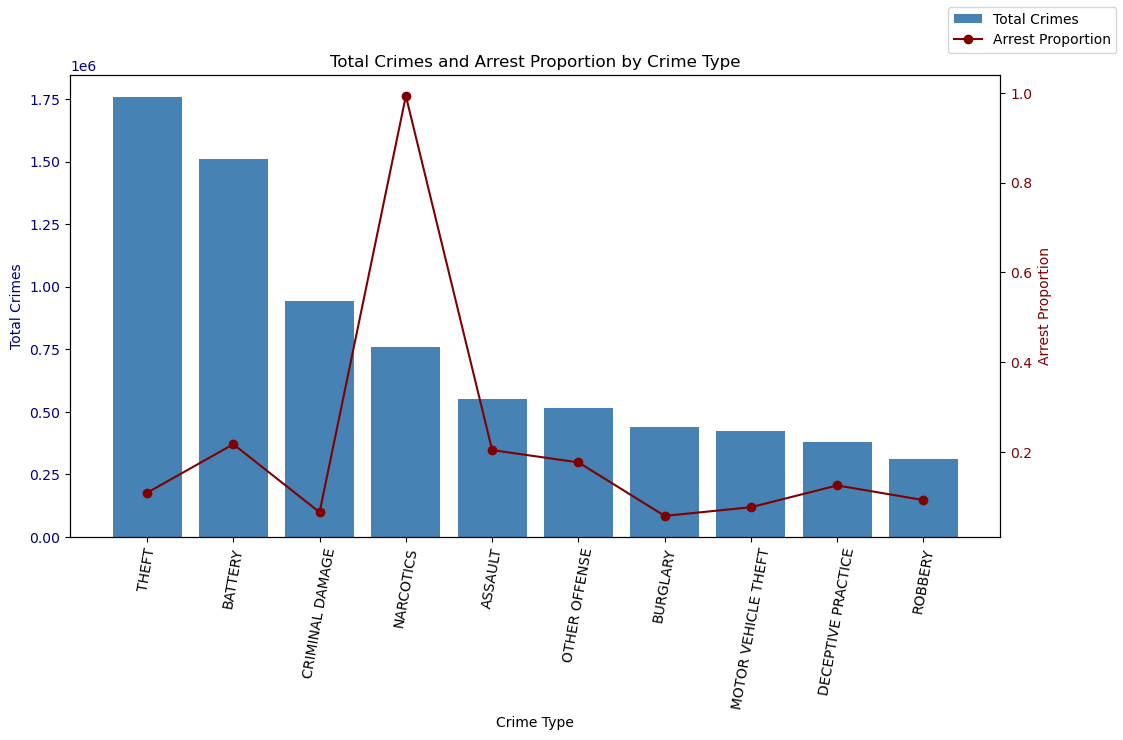 Total Crimes
Arrest Proportion
Total Crimes and Arrest Proportion by Crime Type
1e6
1.75
1.50
1.25
1.00
0.75
0.50
0.25
0.00
Total Crimes
1.0
0.8
0.6
0.4
0.2
Arrest Proportion
THEFT
BATTERY
CRIMINAL DAMAGE
NARCOTICS
ASSAULT
OTHER OFFENSE
BURGLARY
MOTOR VEHICLE THEFT
DECEPTIVE PRACTICE
ROBBERY
Crime Type